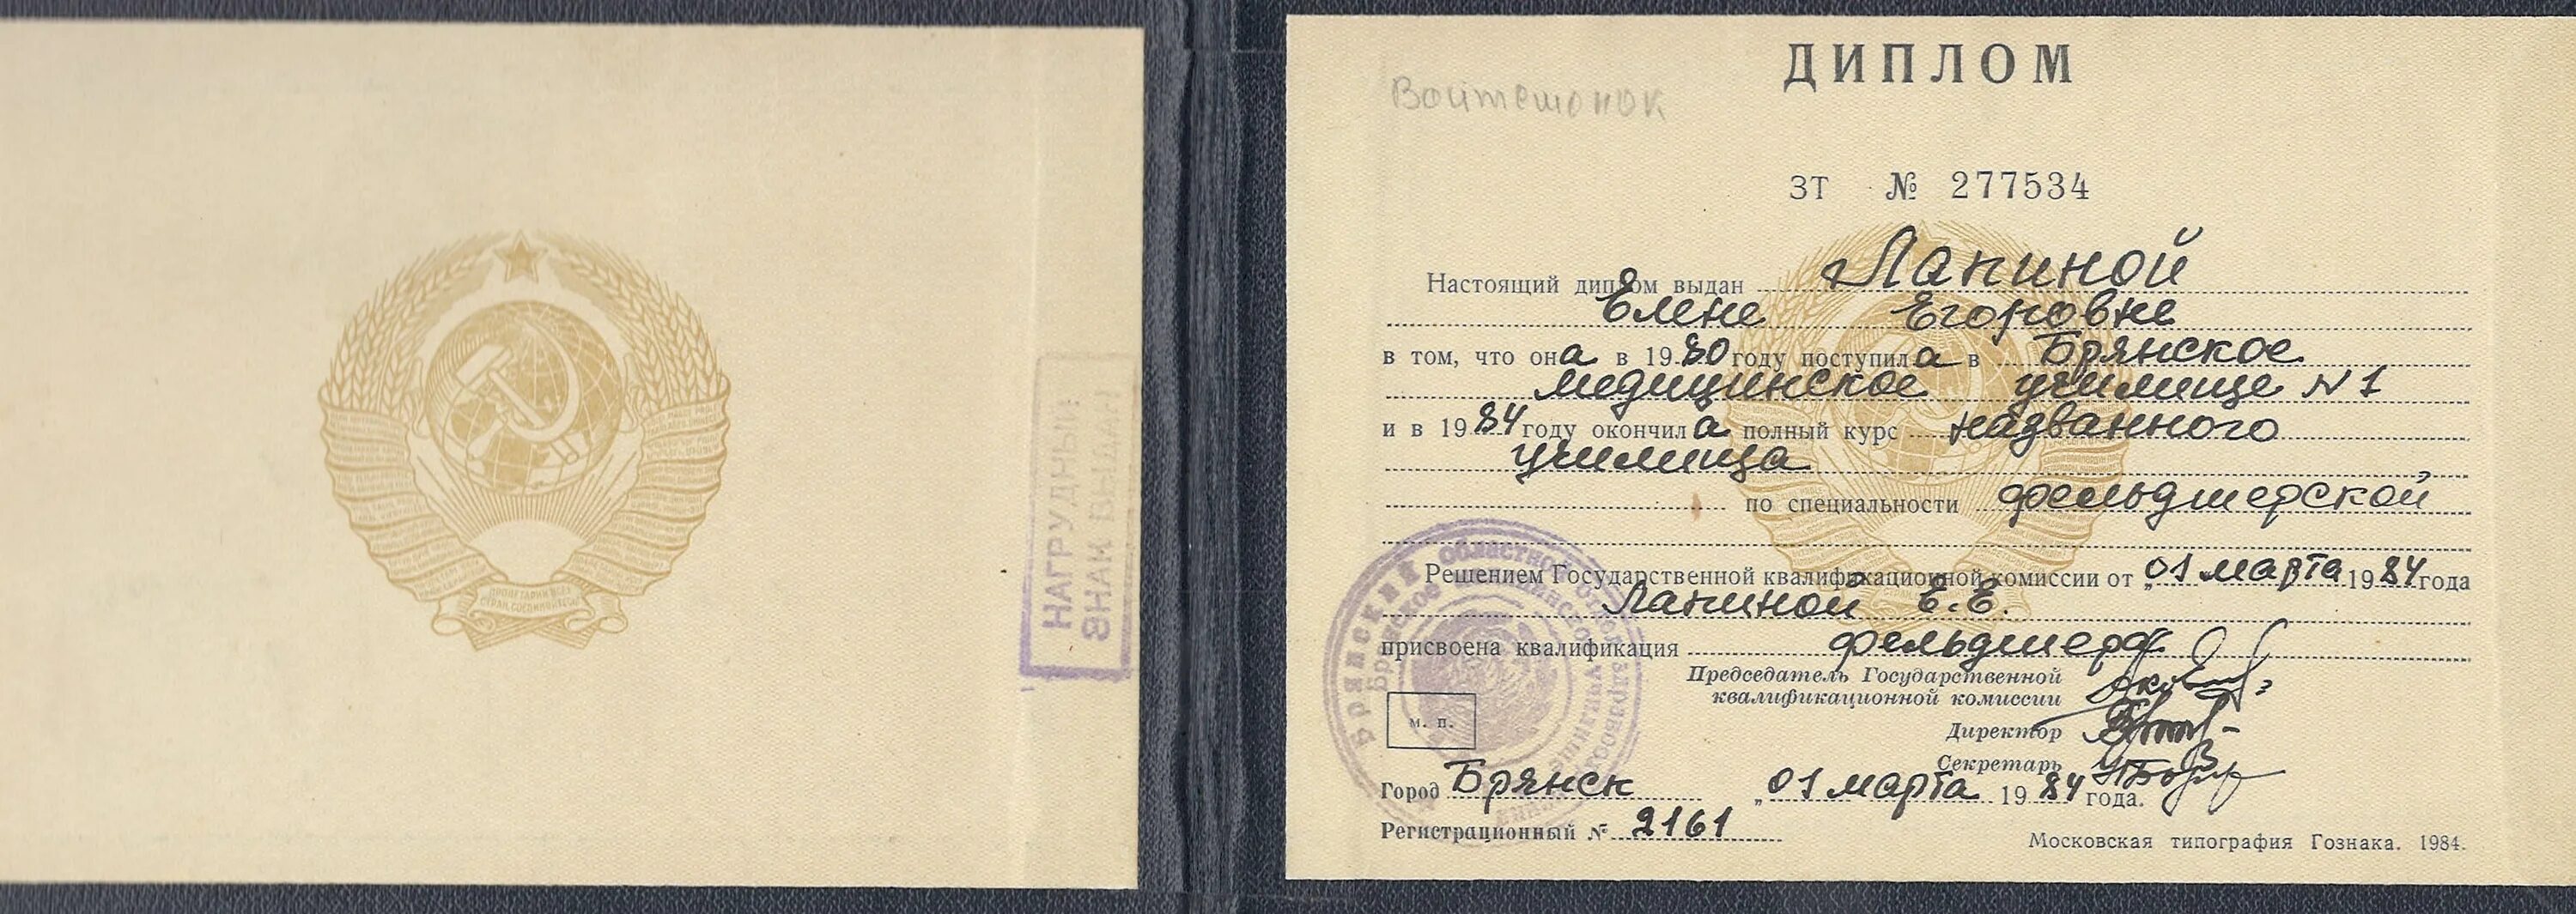 НАГРУДНЫЙ
ЗНАК ВЫДАН
ДИПЛОМ
Войтешонок
ЗТ № 277534
Настоящий диплом выдан Лапиной
Елене Егоровне
в том, что она в 1980 году поступила в Брянское
медицинское училище N1
и в 1984 году окончила полный курс названного
училища
по специальности фельдшерской
Решением Государственной квалификационной комиссии от „01 марта 1984 года
Лапиной Е.Е.
присвоена квалификация фельдшера
Председатель Государственной
квалификационной комиссии
м. п.
Директор
Секретарь
Город Брянск „01 марта 1984 года.
Регистрационный № 2161
Московская типография Гознака. 1984.